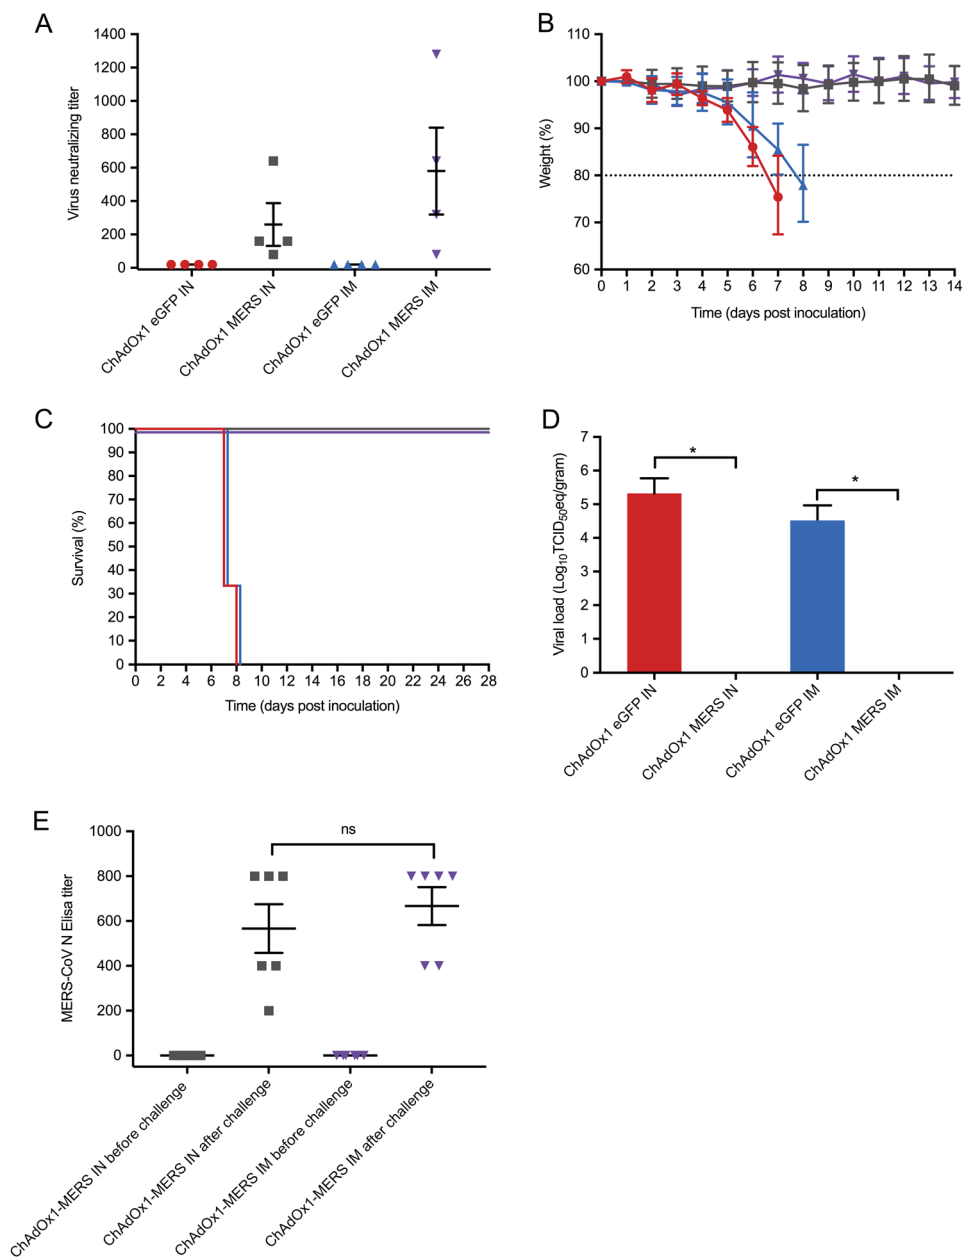 A
1400
1200
1000
800
600
400
200
0
Virus neutralizing titer
ChAdOx1 eGFP IN
ChAdOx1 MERS IN
ChAdOx1 eGFP IM
ChAdOx1 MERS IM
B
110
100
90
80
70
60
Weight (%)
0 1 2 3 4 5 6 7 8 9 10 11 12 13 14
Time (days post inoculation)
C
100
90
80
70
60
50
40
30
20
10
0
Survival (%)
0 2 4 6 8 10 12 14 16 18 20 22 24 26 28
Time (days post inoculation)
D
7
6
5
4
3
2
1
0
Viral load (Log10TCID50eq/gram)
*
*
ChAdOx1 eGFP IN
ChAdOx1 MERS IN
ChAdOx1 eGFP IM
ChAdOx1 MERS IM
E
1000
800
600
400
200
0
MERS-CoV N Elisa titer
ns
ChAdOx1-MERS IN before challenge
ChAdOx1-MERS IN after challenge
ChAdOx1-MERS IM before challenge
ChAdOx1-MERS IM after challenge